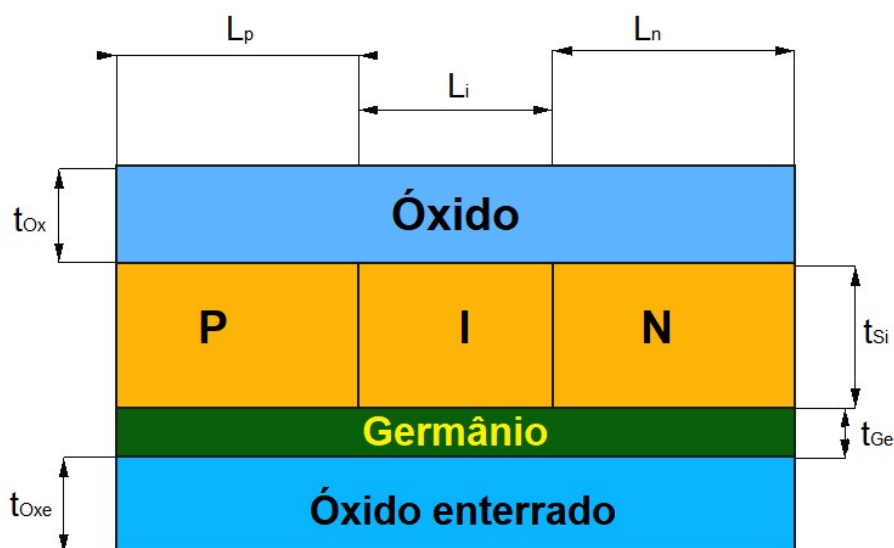 Lp
Ln
Li
tOx
Óxido
P
I
N
tSi
Germânio
tGe
tOxe
Óxido enterrado